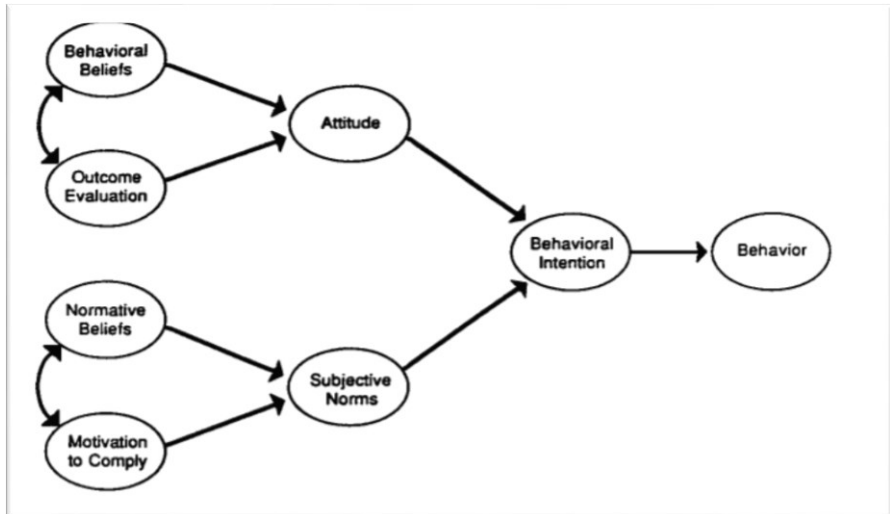 Behavioral
Beliefs
Outcome
Evaluation
Attitude
Normative
Beliefs
Motivation
to Comply
Subjective
Norms
Behavioral
Intention
Behavior